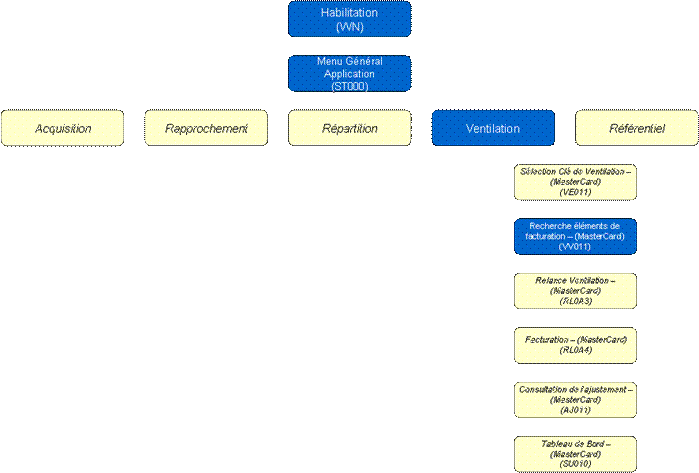 Habilitation
(VVN)
Menu Général
Application
(ST000)
Acquisition
Rapprochement
Répartition
Ventilation
Référentiel
Sélection Clé de Ventilation –
(MasterCard)
(VE011)
Recherche éléments de
facturation – (MasterCard)
(VV011)
Relance Ventilation –
(MasterCard)
(RL0A3)
Facturation – (MasterCard)
(RL0A4)
Consultation de l'ajustement –
(MasterCard)
(AJ011)
Tableau de Bord –
(MasterCard)
(SU010)